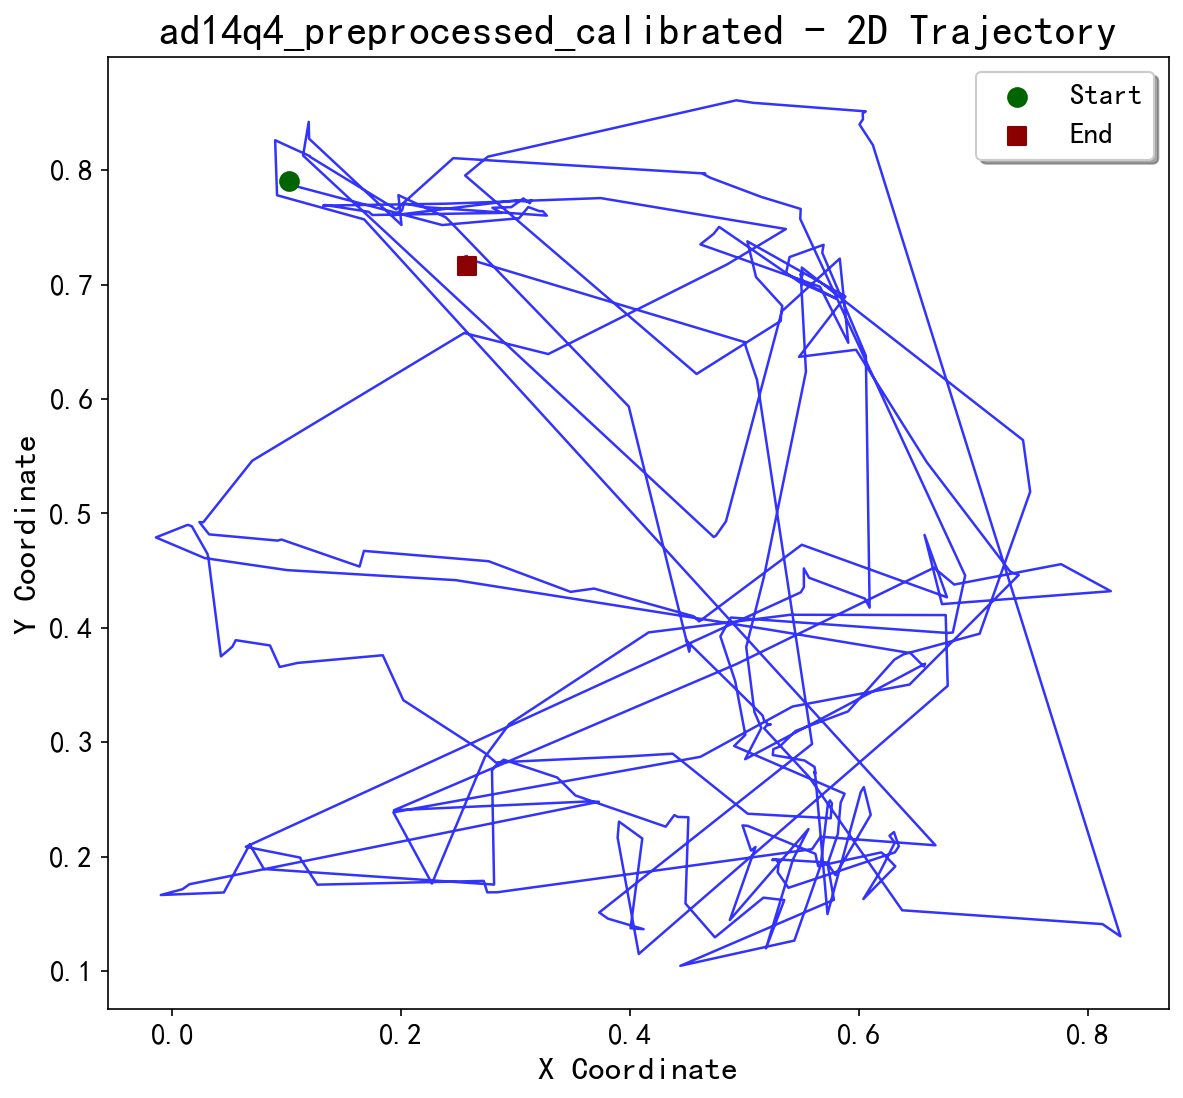 ad14q4_preprocessed_calibrated - 2D Trajectory
Start
End
0.8
0.7
0.6
0.5
0.4
0.3
0.2
0.1
Y Coordinate
0.0 0.2 0.4 0.6 0.8
X Coordinate